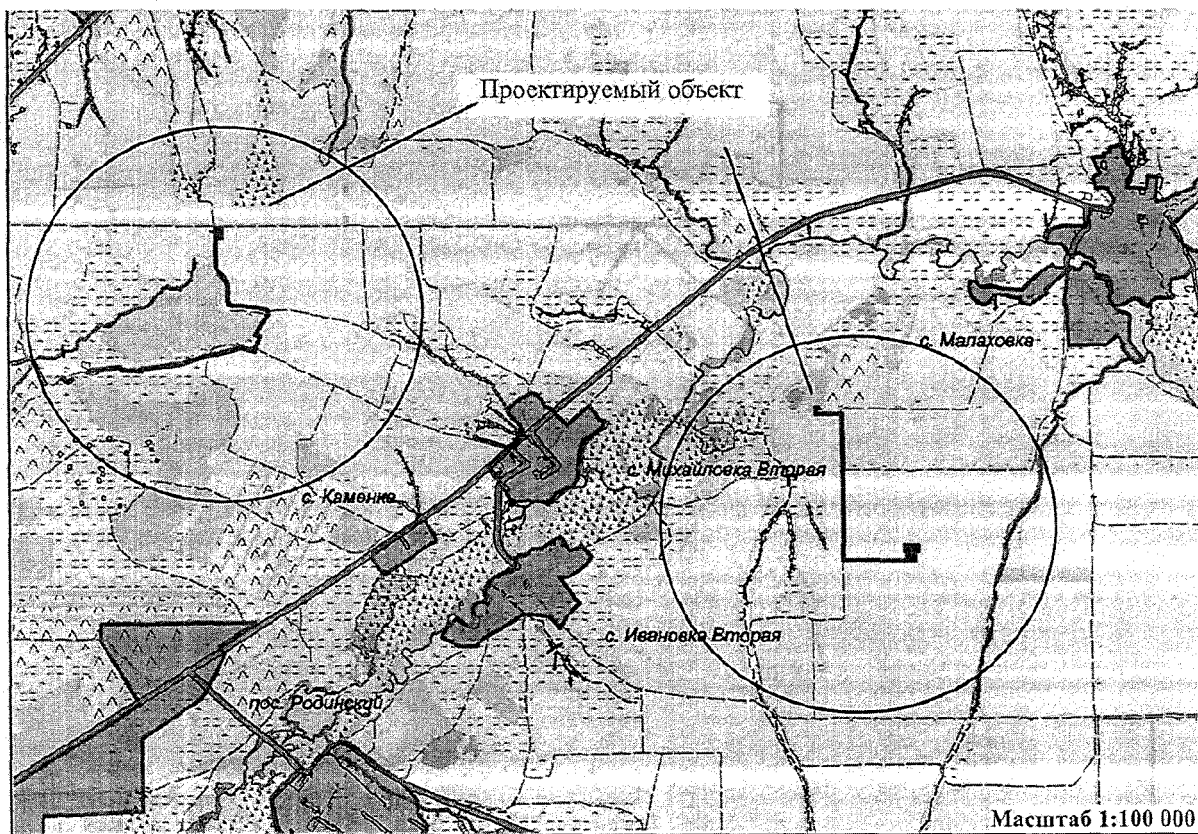 Проектируемый объект
с. Малаховка
с. Михайловка Вторая
с. Каменка
с. Ивановка Вторая
пос. Родинский
Масштаб 1:100 000